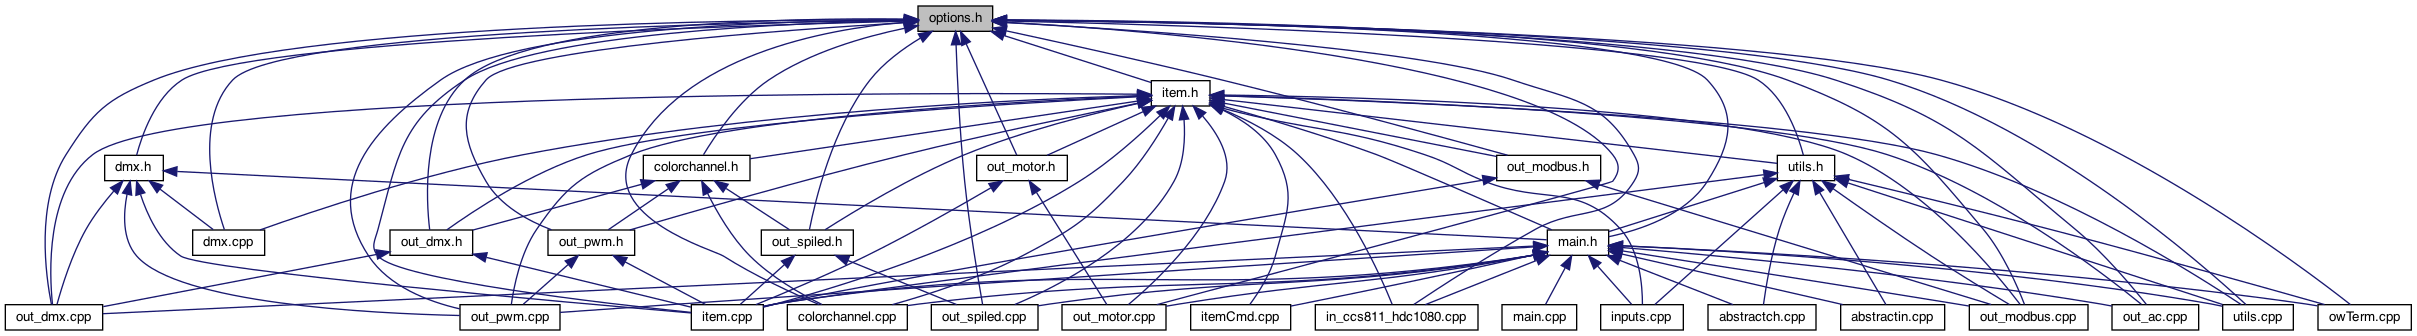 options.h
item.h
dmx.h
colorchannel.h
out_motor.h
out_modbus.h
utils.h
dmx.cpp
out_dmx.h
out_pwm.h
out_spiled.h
main.h
out_dmx.cpp
out_pwm.cpp
item.cpp
colorchannel.cpp
out_spiled.cpp
out_motor.cpp
itemCmd.cpp
in_ccs811_hdc1080.cpp
main.cpp
inputs.cpp
abstractch.cpp
abstractin.cpp
out_modbus.cpp
out_ac.cpp
utils.cpp
owTerm.cpp